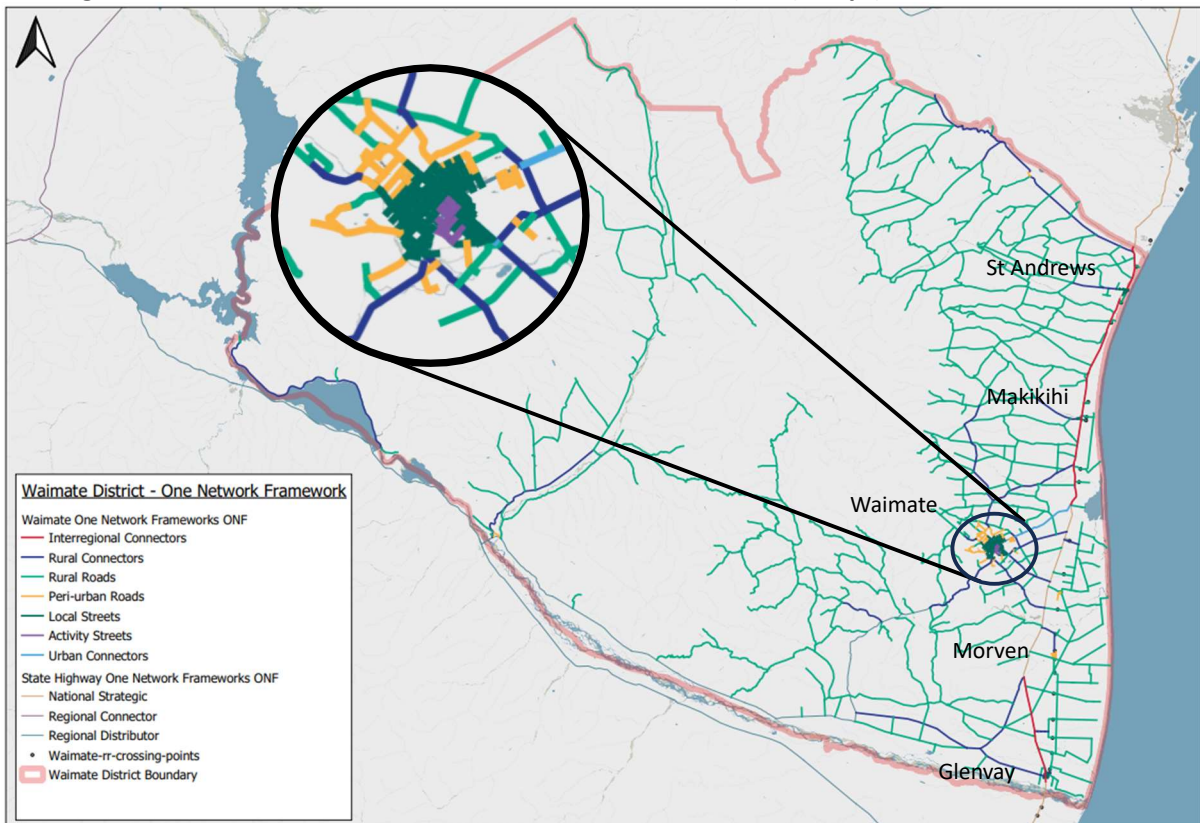 St Andrews
Makikihi
Waimate
Morven
Glenvay
Waimate District - One Network Framework
Waimate One Network Frameworks ONF
Interregional Connectors
Rural Connectors
Rural Roads
Peri-urban Roads
Local Streets
Activity Streets
Urban Connectors
State Highway One Network Frameworks ONF
National Strategic
Regional Connector
Regional Distributor
Waimate-rr-crossing-points
Waimate District Boundary